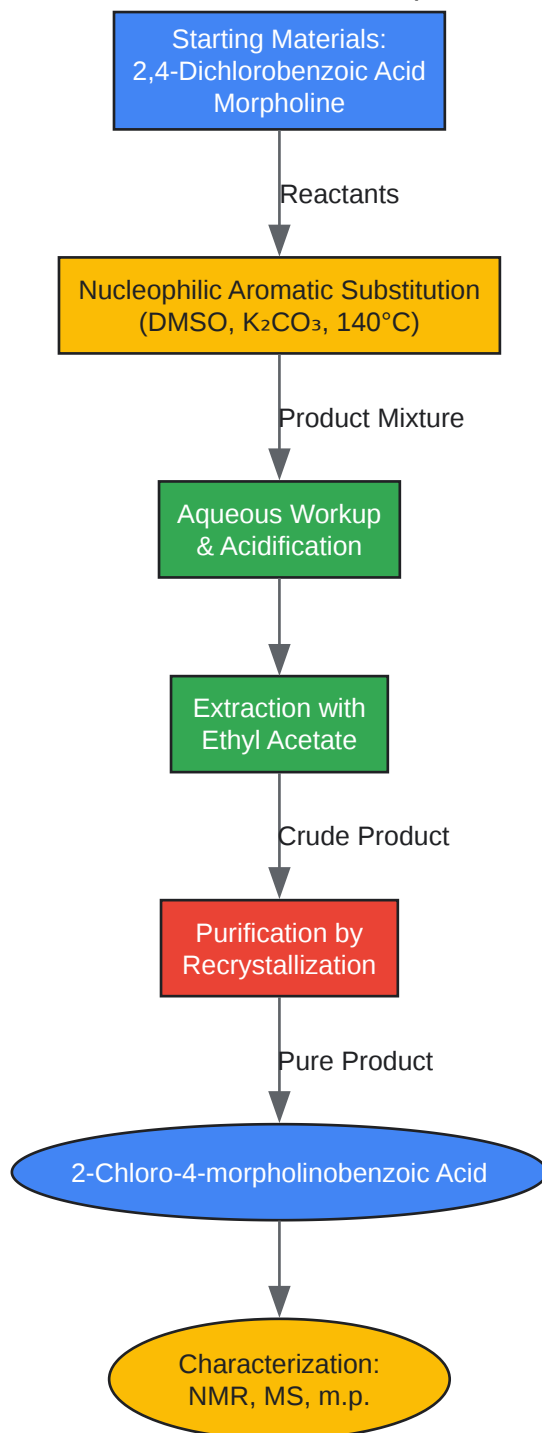 Starting Materials:
2,4-Dichlorobenzoic Acid
Morpholine
Reactants
Nucleophilic Aromatic Substitution
(DMSO, K₂CO₃, 140°C)
Product Mixture
Aqueous Workup
& Acidification
Extraction with
Ethyl Acetate
Crude Product
Purification by
Recrystallization
Pure Product
2-Chloro-4-morpholinobenzoic Acid
Characterization:
NMR, MS, m.p.